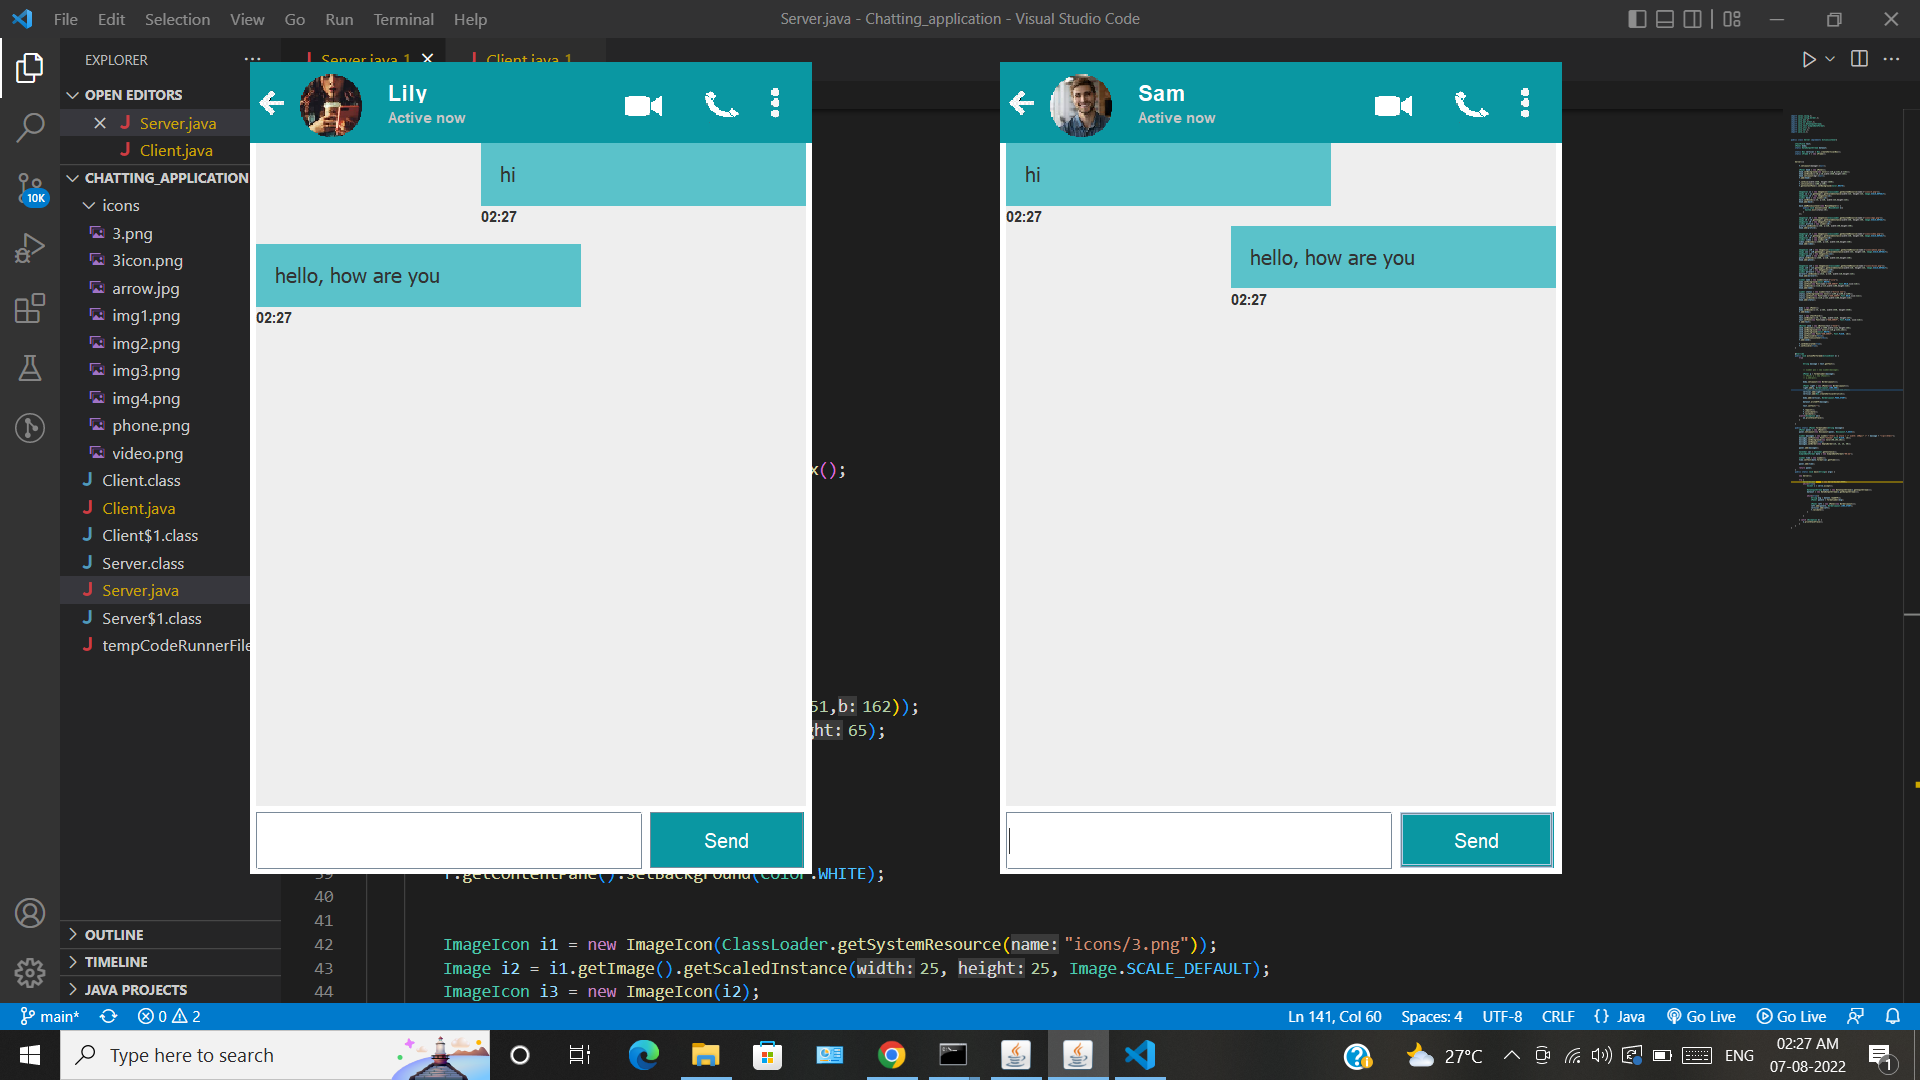 File Edit Selection View Go Run Terminal Help
Server.java - Chatting_application - Visual Studio Code
EXPLORER
Server.java 1
Client.java 1
OPEN EDITORS
Server.java
Client.java
CHATTING_APPLICATION
icons
3.png
3icon.png
arrow.jpg
img1.png
img2.png
img3.png
img4.png
phone.png
video.png
Client.class
Client.java
Client$1.class
Server.class
Server.java
Server$1.class
tempCodeRunnerFile
OUTLINE
TIMELINE
JAVA PROJECTS
10K
Lily
Active now
hi
02:27
hello, how are you
02:27
Send
Sam
Active now
hi
02:27
hello, how are you
02:27
Send
x();
51,b: 162));
ght: 65);
39 f.getContentPane().setBackground(Color.WHITE);
40
41
42 ImageIcon i1 = new ImageIcon(ClassLoader.getSystemResource(name: "icons/3.png"));
43 Image i2 = i1.getImage().getScaledInstance(width: 25, height: 25, Image.SCALE_DEFAULT);
44 ImageIcon i3 = new ImageIcon(i2);
main* 0 2
Ln 141, Col 60 Spaces: 4 UTF-8 CRLF {} Java Go Live Go Live
Type here to search
27°C ENG
02:27 AM
07-08-2022
1